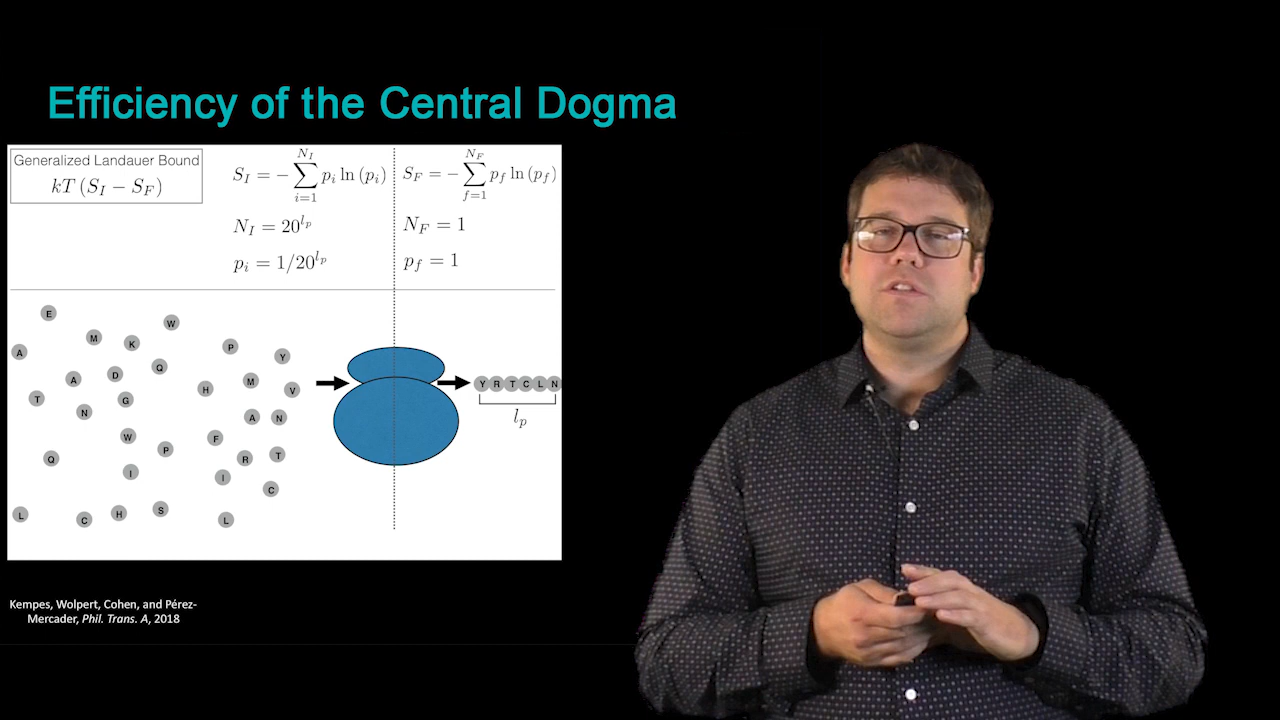 Efficiency of the Central Dogma
Generalized Landauer Bound
kT (S_I − S_F)
S_I = −∑_{i=1}^{N_I} p_i ln (p_i)
S_F = −∑_{f=1}^{N_F} p_f ln (p_f)
N_I = 20^{l_p}
N_F = 1
p_i = 1/20^{l_p}
p_f = 1
E
W
M
K
P
A
Y
Q
D
A
M
H
V
T
G
N
A
N
W
F
P
T
Q
R
I
I
C
L
S
H
C
L
Y R T C L N
l_p
Kempes, Wolpert, Cohen, and Pérez-
Mercader, Phil. Trans. A, 2018